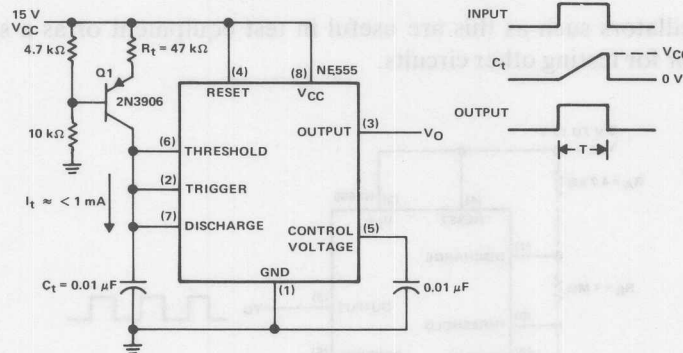 15 V
VCC
4.7 kΩ
Rt = 47 kΩ
Q1
2N3906
10 kΩ
It ≈ < 1 mA
Ct = 0.01 μF
(4)
RESET
(8)
VCC
NE555
OUTPUT
(3)
VO
(6)
THRESHOLD
(2)
TRIGGER
(7)
DISCHARGE
CONTROL
VOLTAGE
(5)
GND
(1)
0.01 μF
INPUT
Ct
VCC
0 V
OUTPUT
T